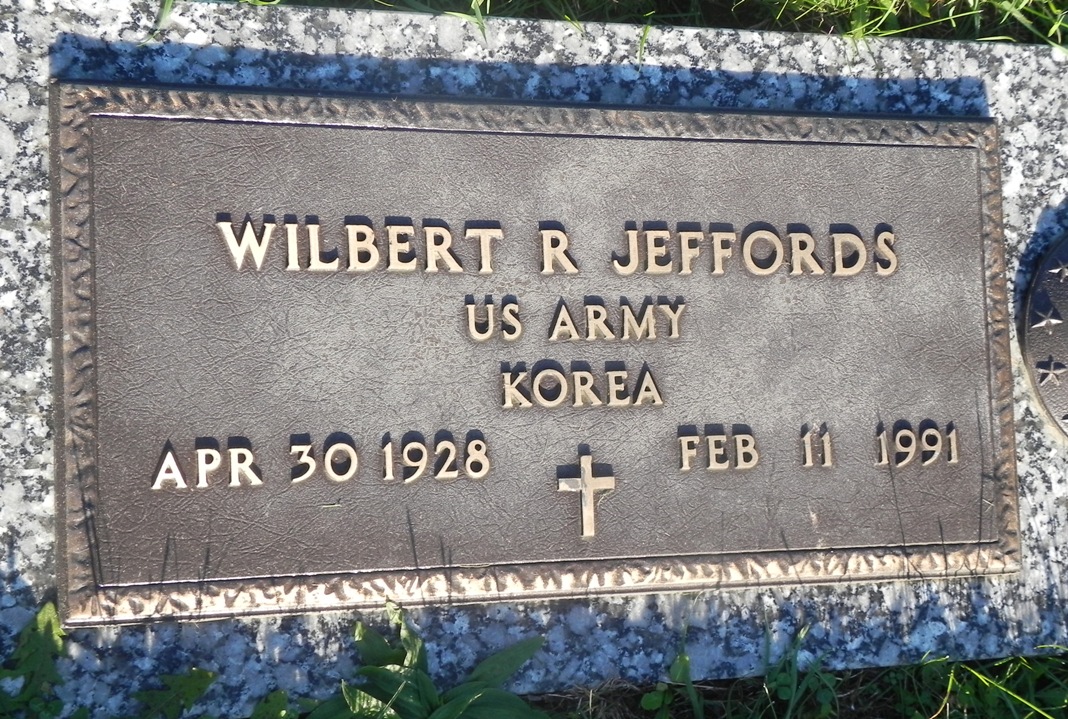 WILBERT R JEFFORDS
US ARMY
KOREA
APR 30 1928 FEB 11 1991